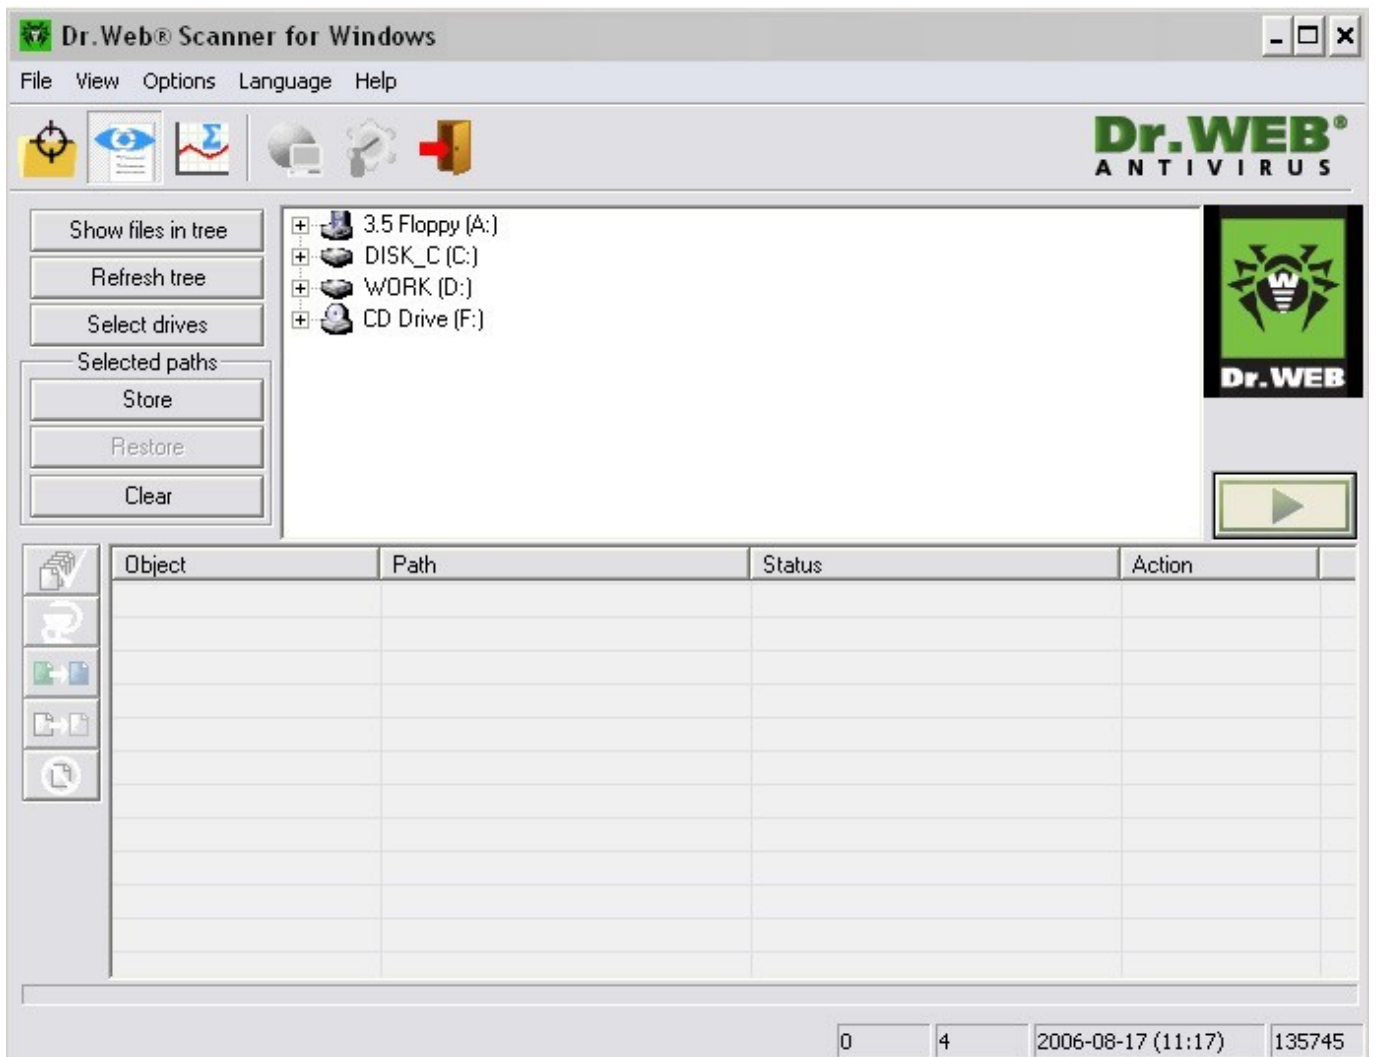 Dr.Web® Scanner for Windows
File View Options Language Help
Dr.WEB®
ANTIVIRUS
Show files in tree
Refresh tree
Select drives
Selected paths
Store
Restore
Clear
3.5 Floppy (A:)
DISK_C (C:)
WORK (D:)
CD Drive (F:)
Dr.WEB
Object Path Status Action
0 4 2006-08-17 (11:17) 135745